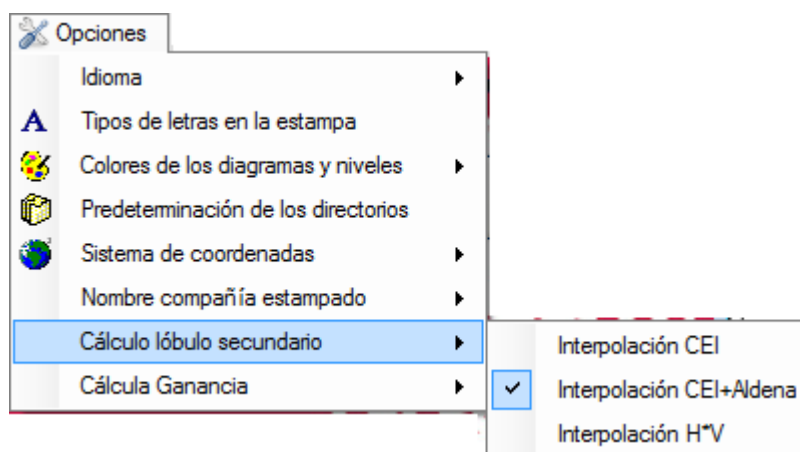 Opciones
Idioma
Tipos de letras en la estampa
Colores de los diagramas y niveles
Predeterminación de los directorios
Sistema de coordenadas
Nombre compañía estampado
Cálculo lóbulo secundario
Cálcula Ganancia
Interpolación CEI
Interpolación CEI+Aldena
Interpolación H*V